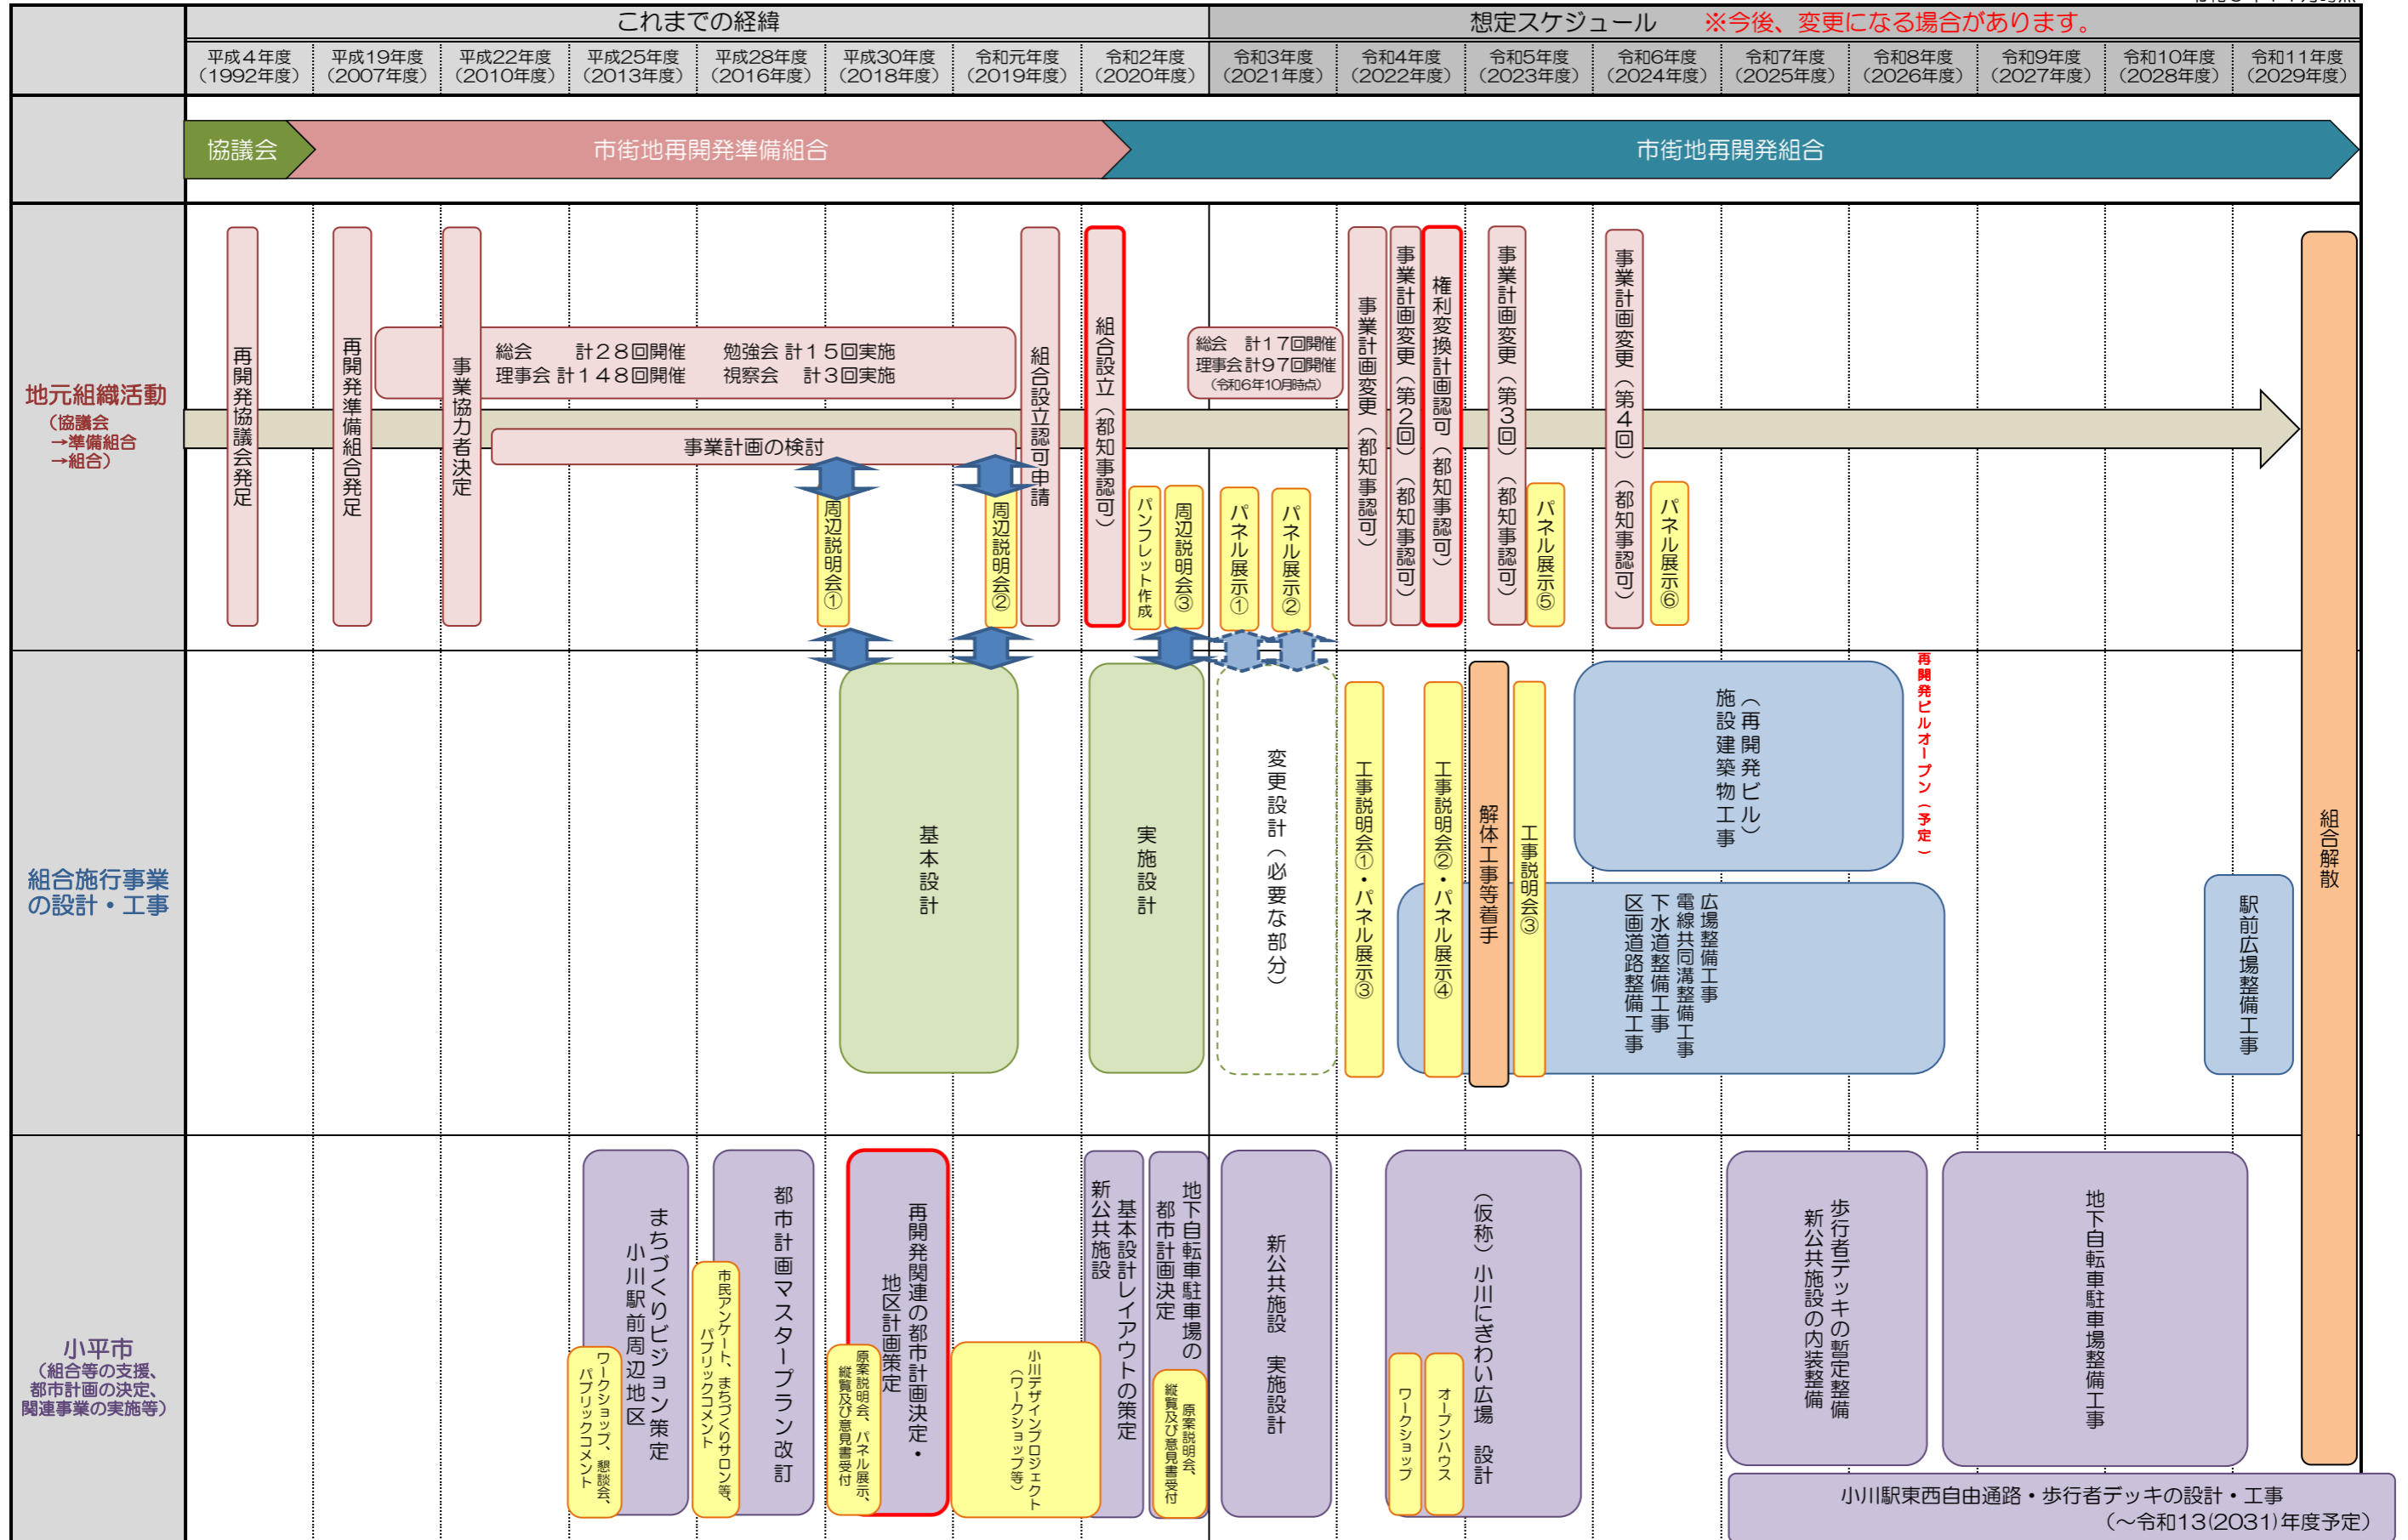 これまでの経緯
想定スケジュール ※今後、変更になる場合があります。
平成4年度
（1992年度）
平成19年度
（2007年度）
平成22年度
（2010年度）
平成25年度
（2013年度）
平成28年度
（2016年度）
平成30年度
（2018年度）
令和元年度
（2019年度）
令和2年度
（2020年度）
令和3年度
（2021年度）
令和4年度
（2022年度）
令和5年度
（2023年度）
令和6年度
（2024年度）
令和7年度
（2025年度）
令和8年度
（2026年度）
令和9年度
（2027年度）
令和10年度
（2028年度）
令和11年度
（2029年度）
協議会
市街地再開発準備組合
市街地再開発組合
地元組織活動
（協議会
→準備組合
→組合）
再開発協議会発足
再開発準備組合発足
事業協力者決定
総会 計２８回開催 勉強会 計１５回実施
理事会 計１４８回開催 視察会 計３回実施
事業計画の検討
周辺説明会①
周辺説明会②
組合設立認可申請
組合設立（都知事認可）
パンフレット作成
周辺説明会③
総会 計１７回開催
理事会 計９７回開催
（令和6年10月時点）
パネル展示①
パネル展示②
事業計画変更（都知事認可）
事業計画変更（第２回）（都知事認可）
権利変換計画認可（都知事認可）
事業計画変更（第３回）（都知事認可）
パネル展示⑤
事業計画変更（第４回）（都知事認可）
パネル展示⑥
組合解散
組合施行事業
の設計・工事
基本設計
実施設計
変更設計（必要な部分）
工事説明会①・パネル展示③
工事説明会②・パネル展示④
解体工事等着手
工事説明会③
（再開発ビル）
施設建築物工事
再開発ビルオープン（予定）
広場整備工事
電線共同溝整備工事
下水道整備工事
区画道路整備工事
駅前広場整備工事
小平市
（組合等の支援、
都市計画の決定、
関連事業の実施等）
まちづくりビジョン策定
小川駅前周辺地区
ワークショップ、懇談会、
パブリックコメント
都市計画マスタープラン改訂
市民アンケート、まちづくりサロン等、
パブリックコメント
再開発関連の都市計画決定・
地区計画策定
原案説明会、パネル展示、
縦覧及び意見書受付
小川デザインプロジェクト
（ワークショップ等）
新公共施設
基本設計レイアウトの策定
地下自転車駐車場の
都市計画決定
原案説明会、
縦覧及び意見書受付
新公共施設 実施設計
（仮称）小川にぎわい広場 設計
ワークショップ
オープンハウス
歩行者デッキの暫定整備
新公共施設の内装整備
地下自転車駐車場整備工事
小川駅東西自由通路・歩行者デッキの設計・工事
（～令和13(2031)年度予定）